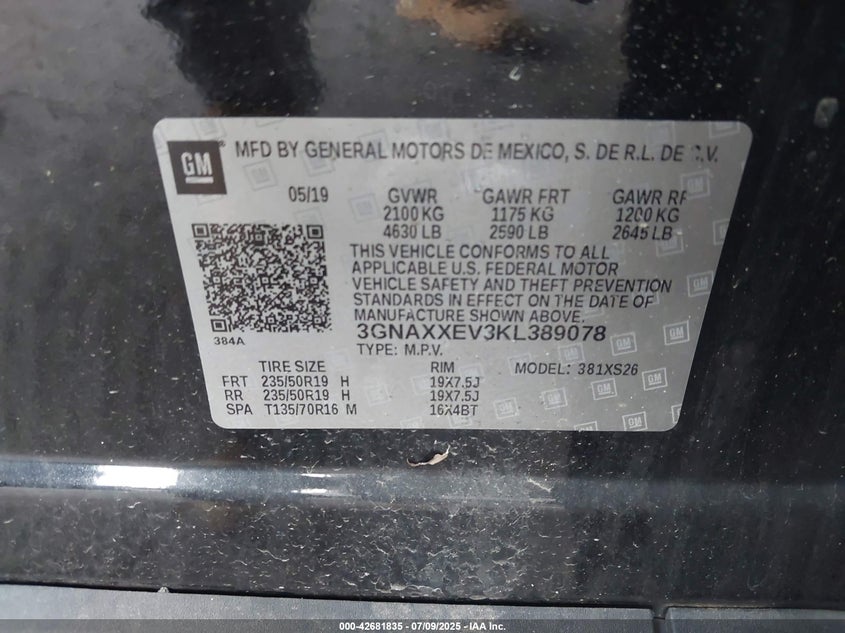 GM ® MFD BY GENERAL MOTORS DE MEXICO, S. DE R.L. DE C.V.
05/19 GVWR GAWR FRT GAWR RR
2100 KG 1175 KG 1200 KG
4630 LB 2590 LB 2645 LB
THIS VEHICLE CONFORMS TO ALL
APPLICABLE U.S. FEDERAL MOTOR
VEHICLE SAFETY AND THEFT PREVENTION
STANDARDS IN EFFECT ON THE DATE OF
MANUFACTURE SHOWN ABOVE.
384A 3GNAXXEV3KL389078
TYPE: M.P.V.
TIRE SIZE RIM MODEL: 381XS26
FRT 235/50R19 H 19X7.5J
RR 235/50R19 H 19X7.5J
SPA T135/70R16 M 16X4BT
000-42681835 / 07/09/2025 - IAA Inc.